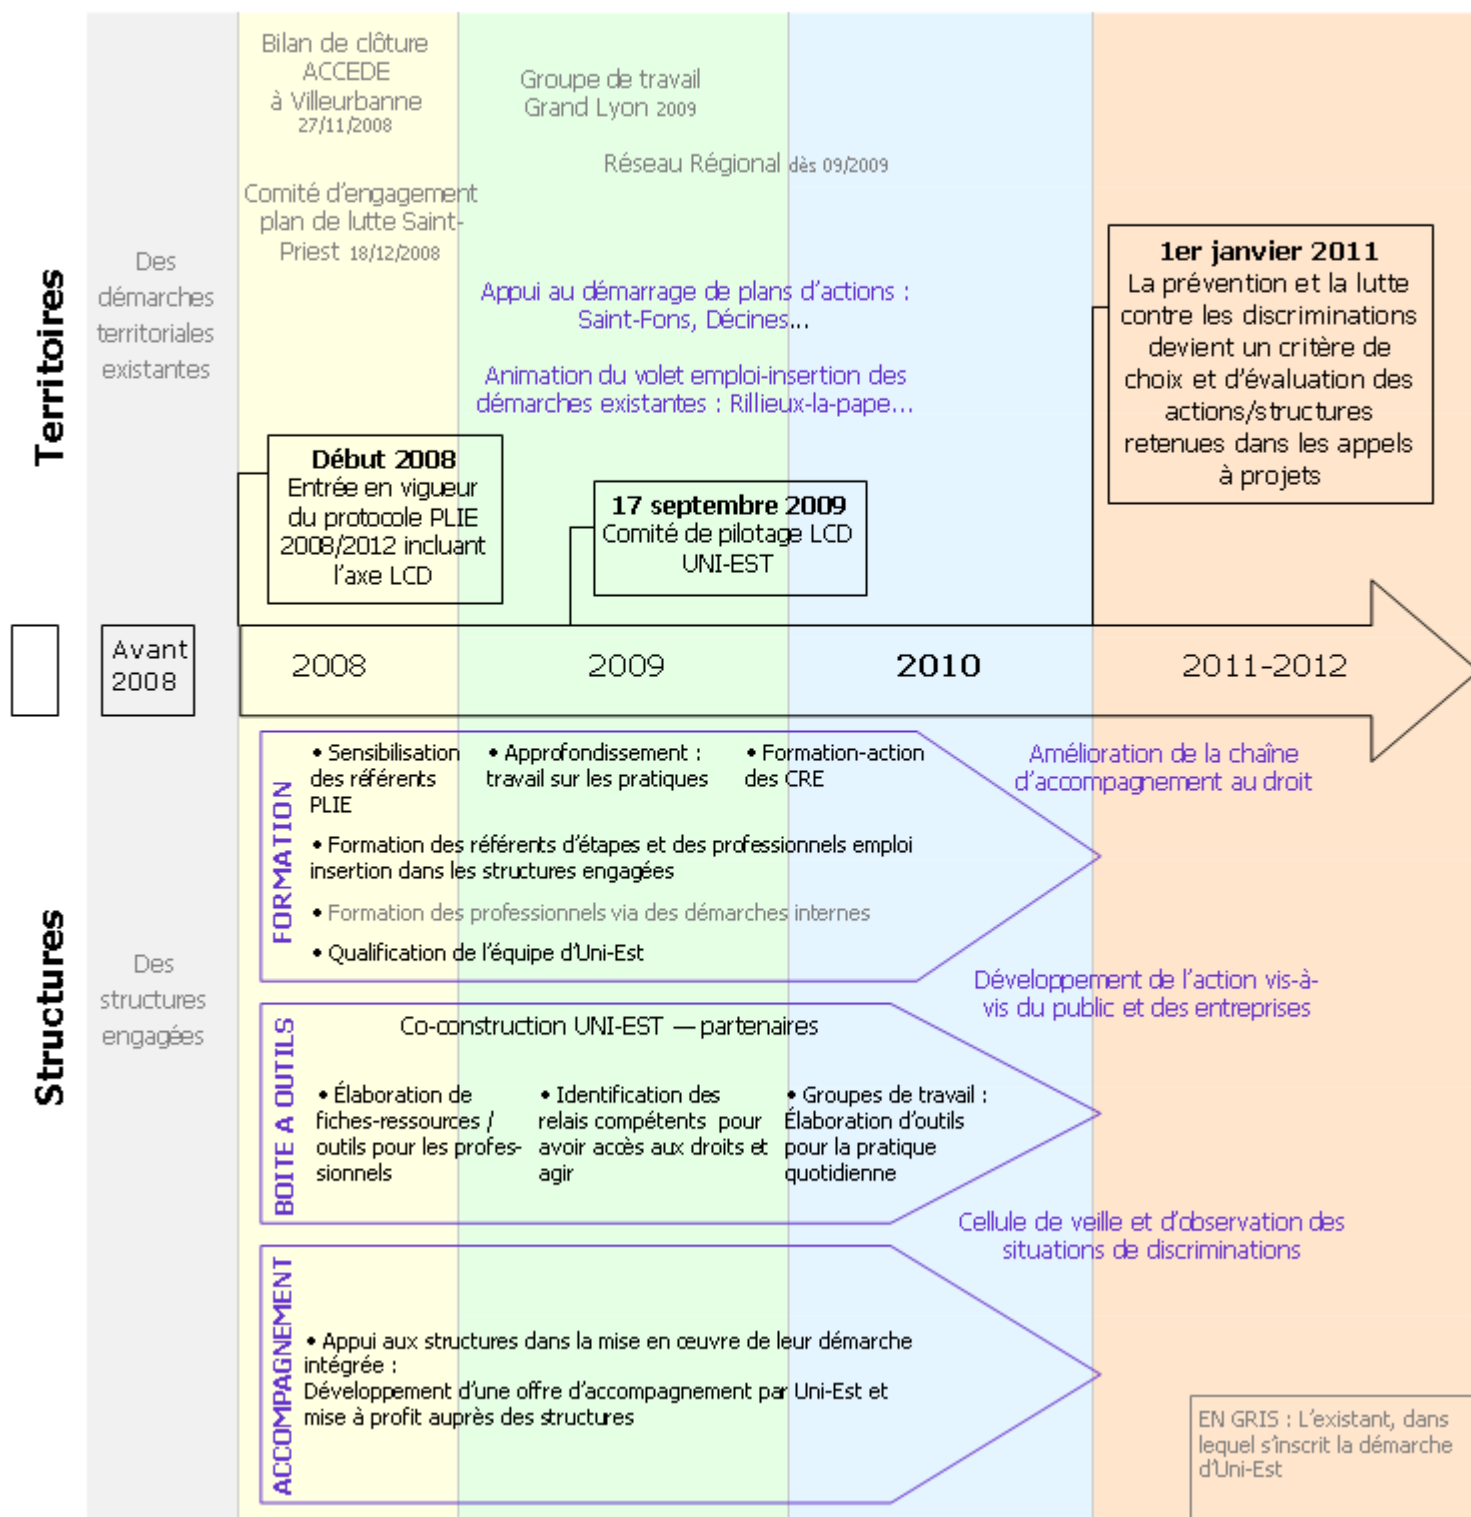 Bilan de clôture
ACCEDE
à Villeurbanne
27/11/2008
Groupe de travail
Grand Lyon 2009
Réseau Régional dès 09/2009
Comité d'engagement
plan de lutte Saint-
Priest 18/12/2008
Territoires
Des
démarches
territoriales
existantes
Appui au démarrage de plans d'actions :
Saint-Fons, Décines...
Animation du volet emploi-insertion des
démarches existantes : Rillieux-la-pape...
1er janvier 2011
La prévention et la lutte
contre les discriminations
devient un critère de
choix et d'évaluation des
actions/structures
retenues dans les appels
à projets
Début 2008
Entrée en vigueur
du protocole PLIE
2008/2012 incluant
l'axe LCD
17 septembre 2009
Comité de pilotage LCD
UNI-EST
Avant
2008
2008
2009
2010
2011-2012
Structures
Des
structures
engagées
FORMATION
• Sensibilisation
des référents
PLIE
• Approfondissement :
travail sur les pratiques
• Formation-action
des CRE
• Formation des référents d'étapes et des professionnels emploi
insertion dans les structures engagées
• Formation des professionnels via des démarches internes
• Qualification de l'équipe d'Uni-Est
Amélioration de la chaîne
d'accompagnement au droit
Développement de l'action vis-à-
vis du public et des entreprises
BOITE A OUTILS
Co-construction UNI-EST — partenaires
• Élaboration de
fiches-ressources /
outils pour les profes-
sionnels
• Identification des
relais compétents pour
avoir accès aux droits et
agir
• Groupes de travail :
Élaboration d'outils
pour la pratique
quotidienne
Cellule de veille et d'observation des
situations de discriminations
ACCOMPAGNEMENT
• Appui aux structures dans la mise en œuvre de leur démarche
intégrée :
Développement d'une offre d'accompagnement par Uni-Est et
mise à profit auprès des structures
EN GRIS : L'existant, dans
lequel s'inscrit la démarche
d'Uni-Est